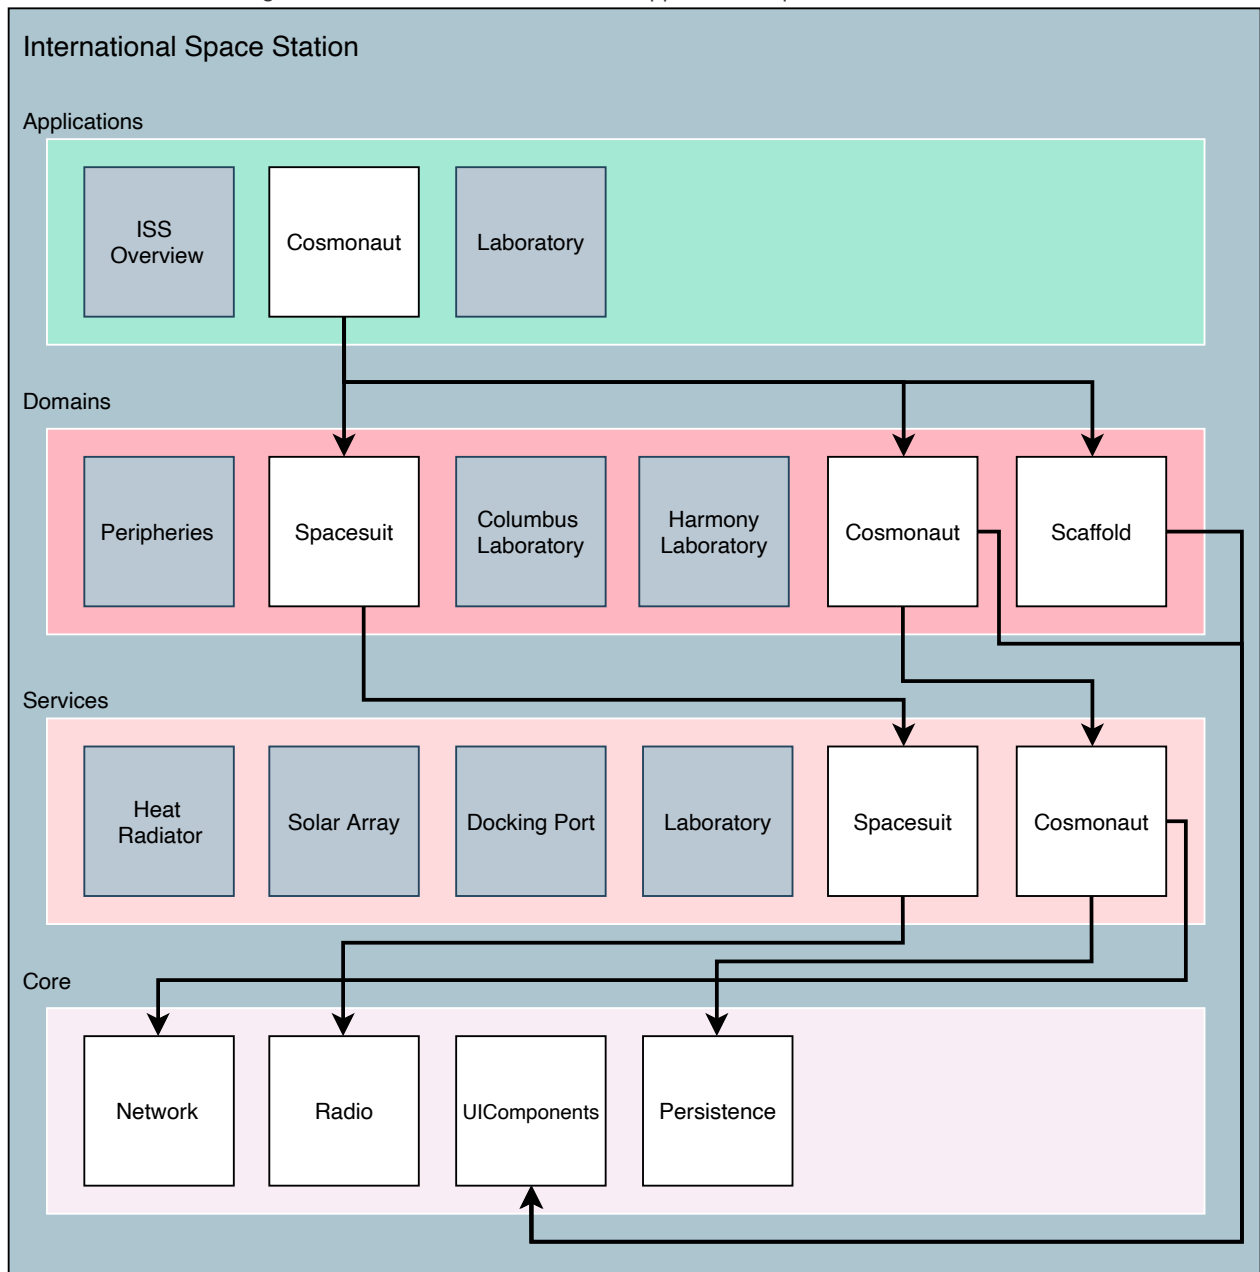 International Space Station
Applications
ISS
Overview
Cosmonaut
Laboratory
Domains
Peripheries
Spacesuit
Columbus
Laboratory
Harmony
Laboratory
Cosmonaut
Scaffold
Services
Heat
Radiator
Solar Array
Docking Port
Laboratory
Spacesuit
Cosmonaut
Core
Network
Radio
UIComponents
Persistence